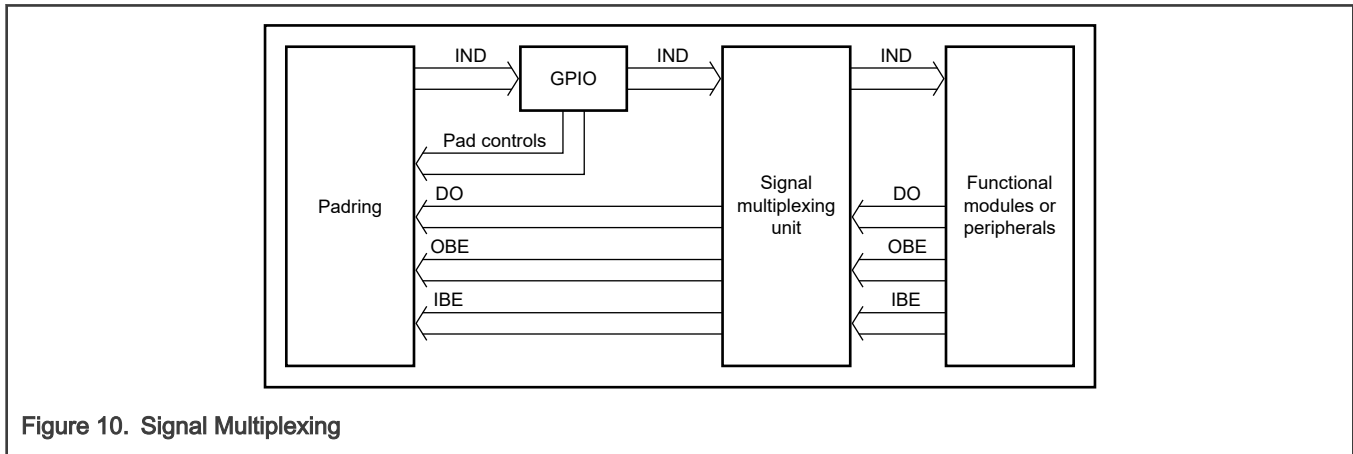 IND
IND
IND
GPIO
Pad controls
Padring
Signal
multiplexing
unit
Functional
modules or
peripherals
DO
DO
OBE
OBE
IBE
IBE
Figure 10. Signal Multiplexing